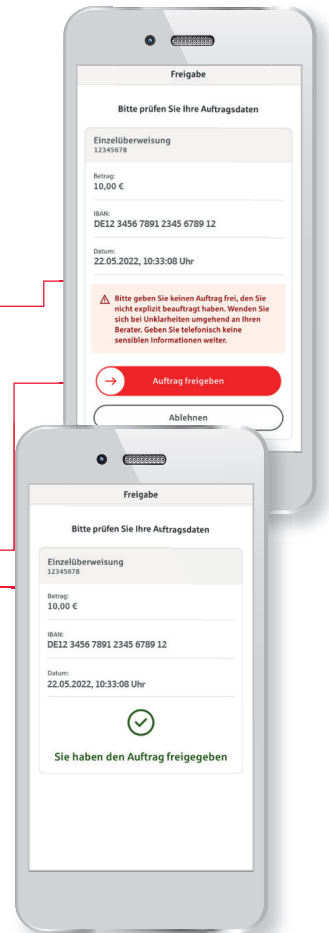 Freigabe
Bitte prüfen Sie Ihre Auftragsdaten
Einzelüberweisung
12345678
Betrag:
10,00 €
IBAN:
DE12 3456 7891 2345 6789 12
Datum:
22.05.2022, 10:33:08 Uhr
Bitte geben Sie keinen Auftrag frei, den Sie
nicht explizit beauftragt haben. Wenden Sie
sich bei Unklarheiten umgehend an Ihren
Berater. Geben Sie telefonisch keine
sensiblen Informationen weiter.
Auftrag freigeben
Ablehnen
Freigabe
Bitte prüfen Sie Ihre Auftragsdaten
Einzelüberweisung
12345678
Betrag:
10,00 €
IBAN:
DE12 3456 7891 2345 6789 12
Datum:
22.05.2022, 10:33:08 Uhr
Sie haben den Auftrag freigegeben